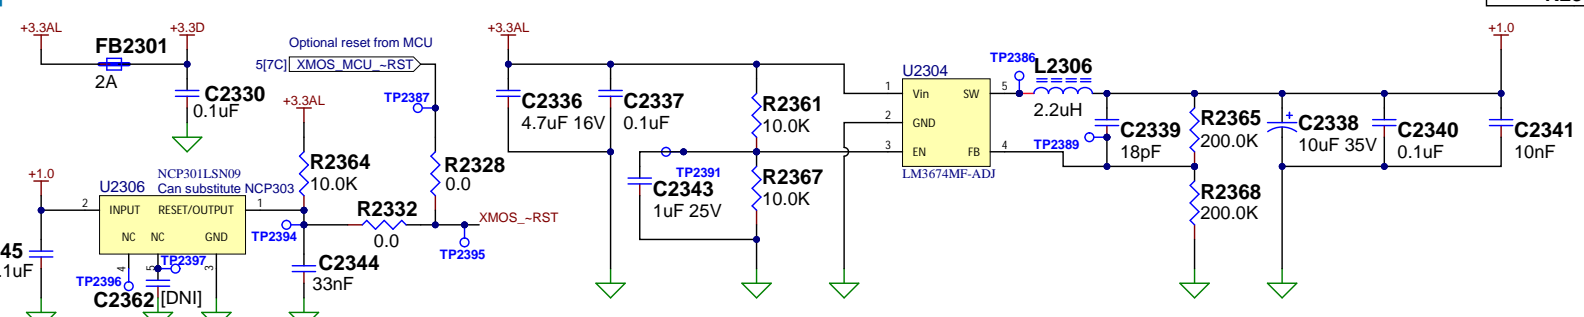 +3.3AL
FB2301
2A
+3.3D
C2330
0.1uF
Optional reset from MCU
5[7C]
XMOS_MCU_~RST
TP2387
+3.3AL
R2364
10.0K
R2328
0.0
+1.0
U2306
NCP301LSN09
Can substitute NCP303
2
INPUT
RESET/OUTPUT
1
NC
NC
GND
4
5
3
TP2394
R2332
0.0
XMOS_~RST
TP2395
45
.1uF
TP2396
TP2397
C2362
[DNI]
C2344
33nF
+3.3AL
C2336
4.7uF 16V
C2337
0.1uF
R2361
10.0K
TP2391
C2343
1uF 25V
R2367
10.0K
U2304
1
Vin
SW
5
2
GND
3
EN
FB
4
LM3674MF-ADJ
TP2386
L2306
2.2uH
TP2389
C2339
18pF
R2365
200.0K
R2368
200.0K
+
C2338
10uF 35V
C2340
0.1uF
+1.0
C2341
10nF